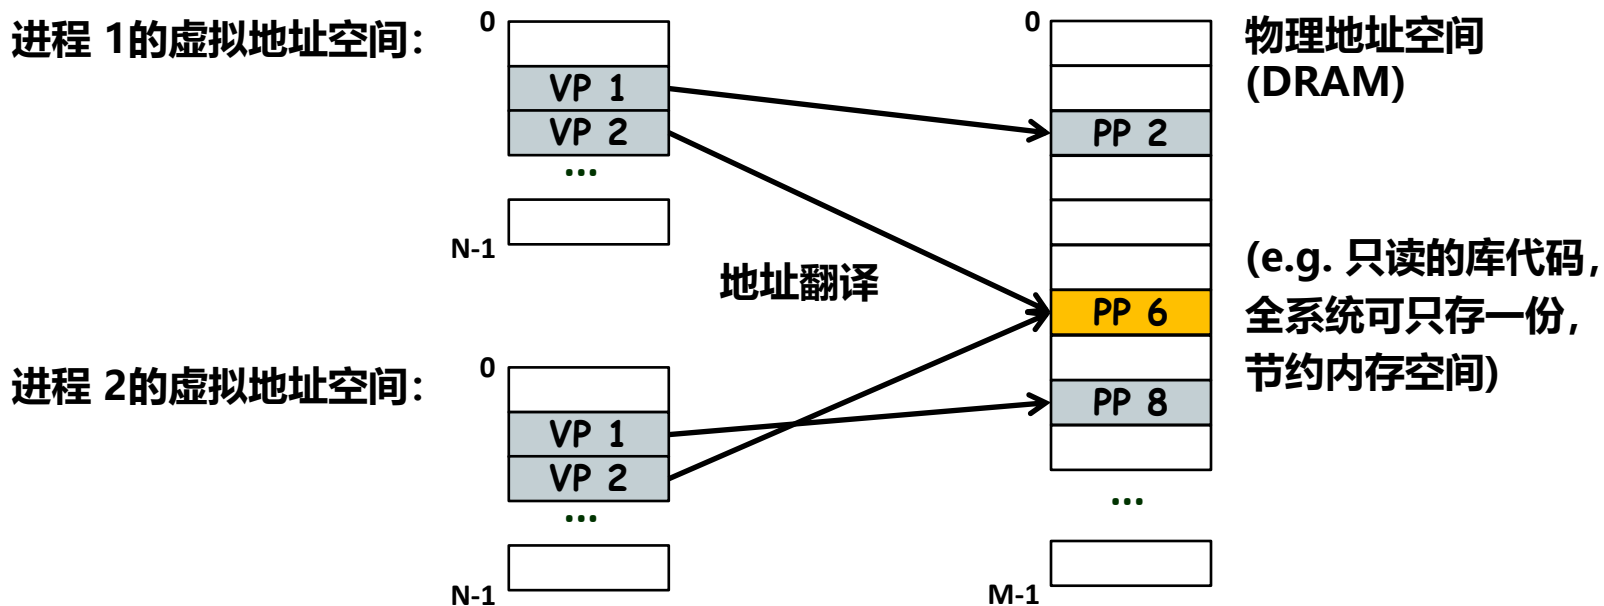 进程 1的虚拟地址空间：
0
VP 1
VP 2
...
N-1
地址翻译
进程 2的虚拟地址空间：
0
VP 1
VP 2
...
N-1
0
PP 2
PP 6
PP 8
...
M-1
物理地址空间
(DRAM)
(e.g. 只读的库代码，
全系统可只存一份，
节约内存空间)